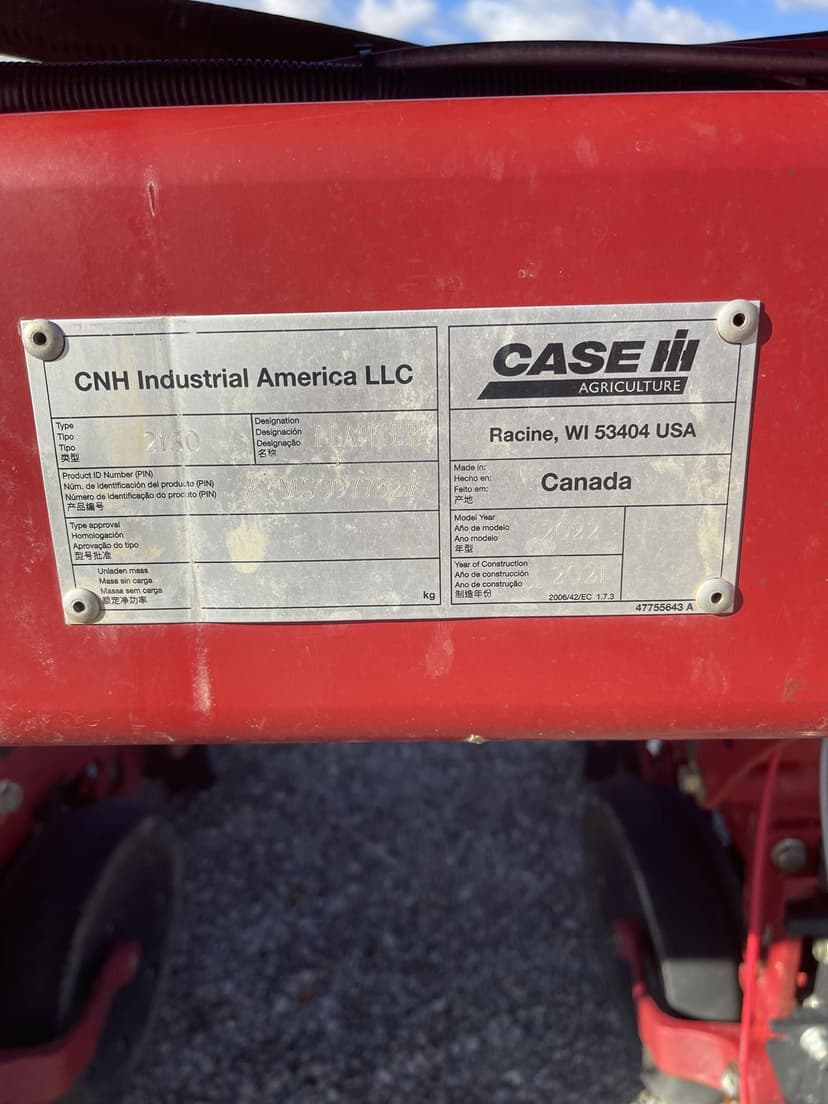 CNH Industrial America LLC
Type
Tipo
Tipo
类型
2150
Designation
Designación
Designação
名称
PLANTER
Product ID Number (PIN)
Núm. de identificación del producto (PIN)
Número de identificação do produto (PIN)
产品编号
Type approval
Homologación
Aprovação do tipo
型号批准
Unladen mass
Masa sin carga
Massa sem carga
额定净功率
kg
CASE IH
AGRICULTURE
Racine, WI 53404 USA
Made in:
Hecho en:
Feito em:
产地
Canada
Model Year
Año de modelo
Ano modelo
年型
2022
Year of Construction
Año de construcción
Ano de construção
制造年份
2021
2006/42/EC 1.7.3
47755643 A